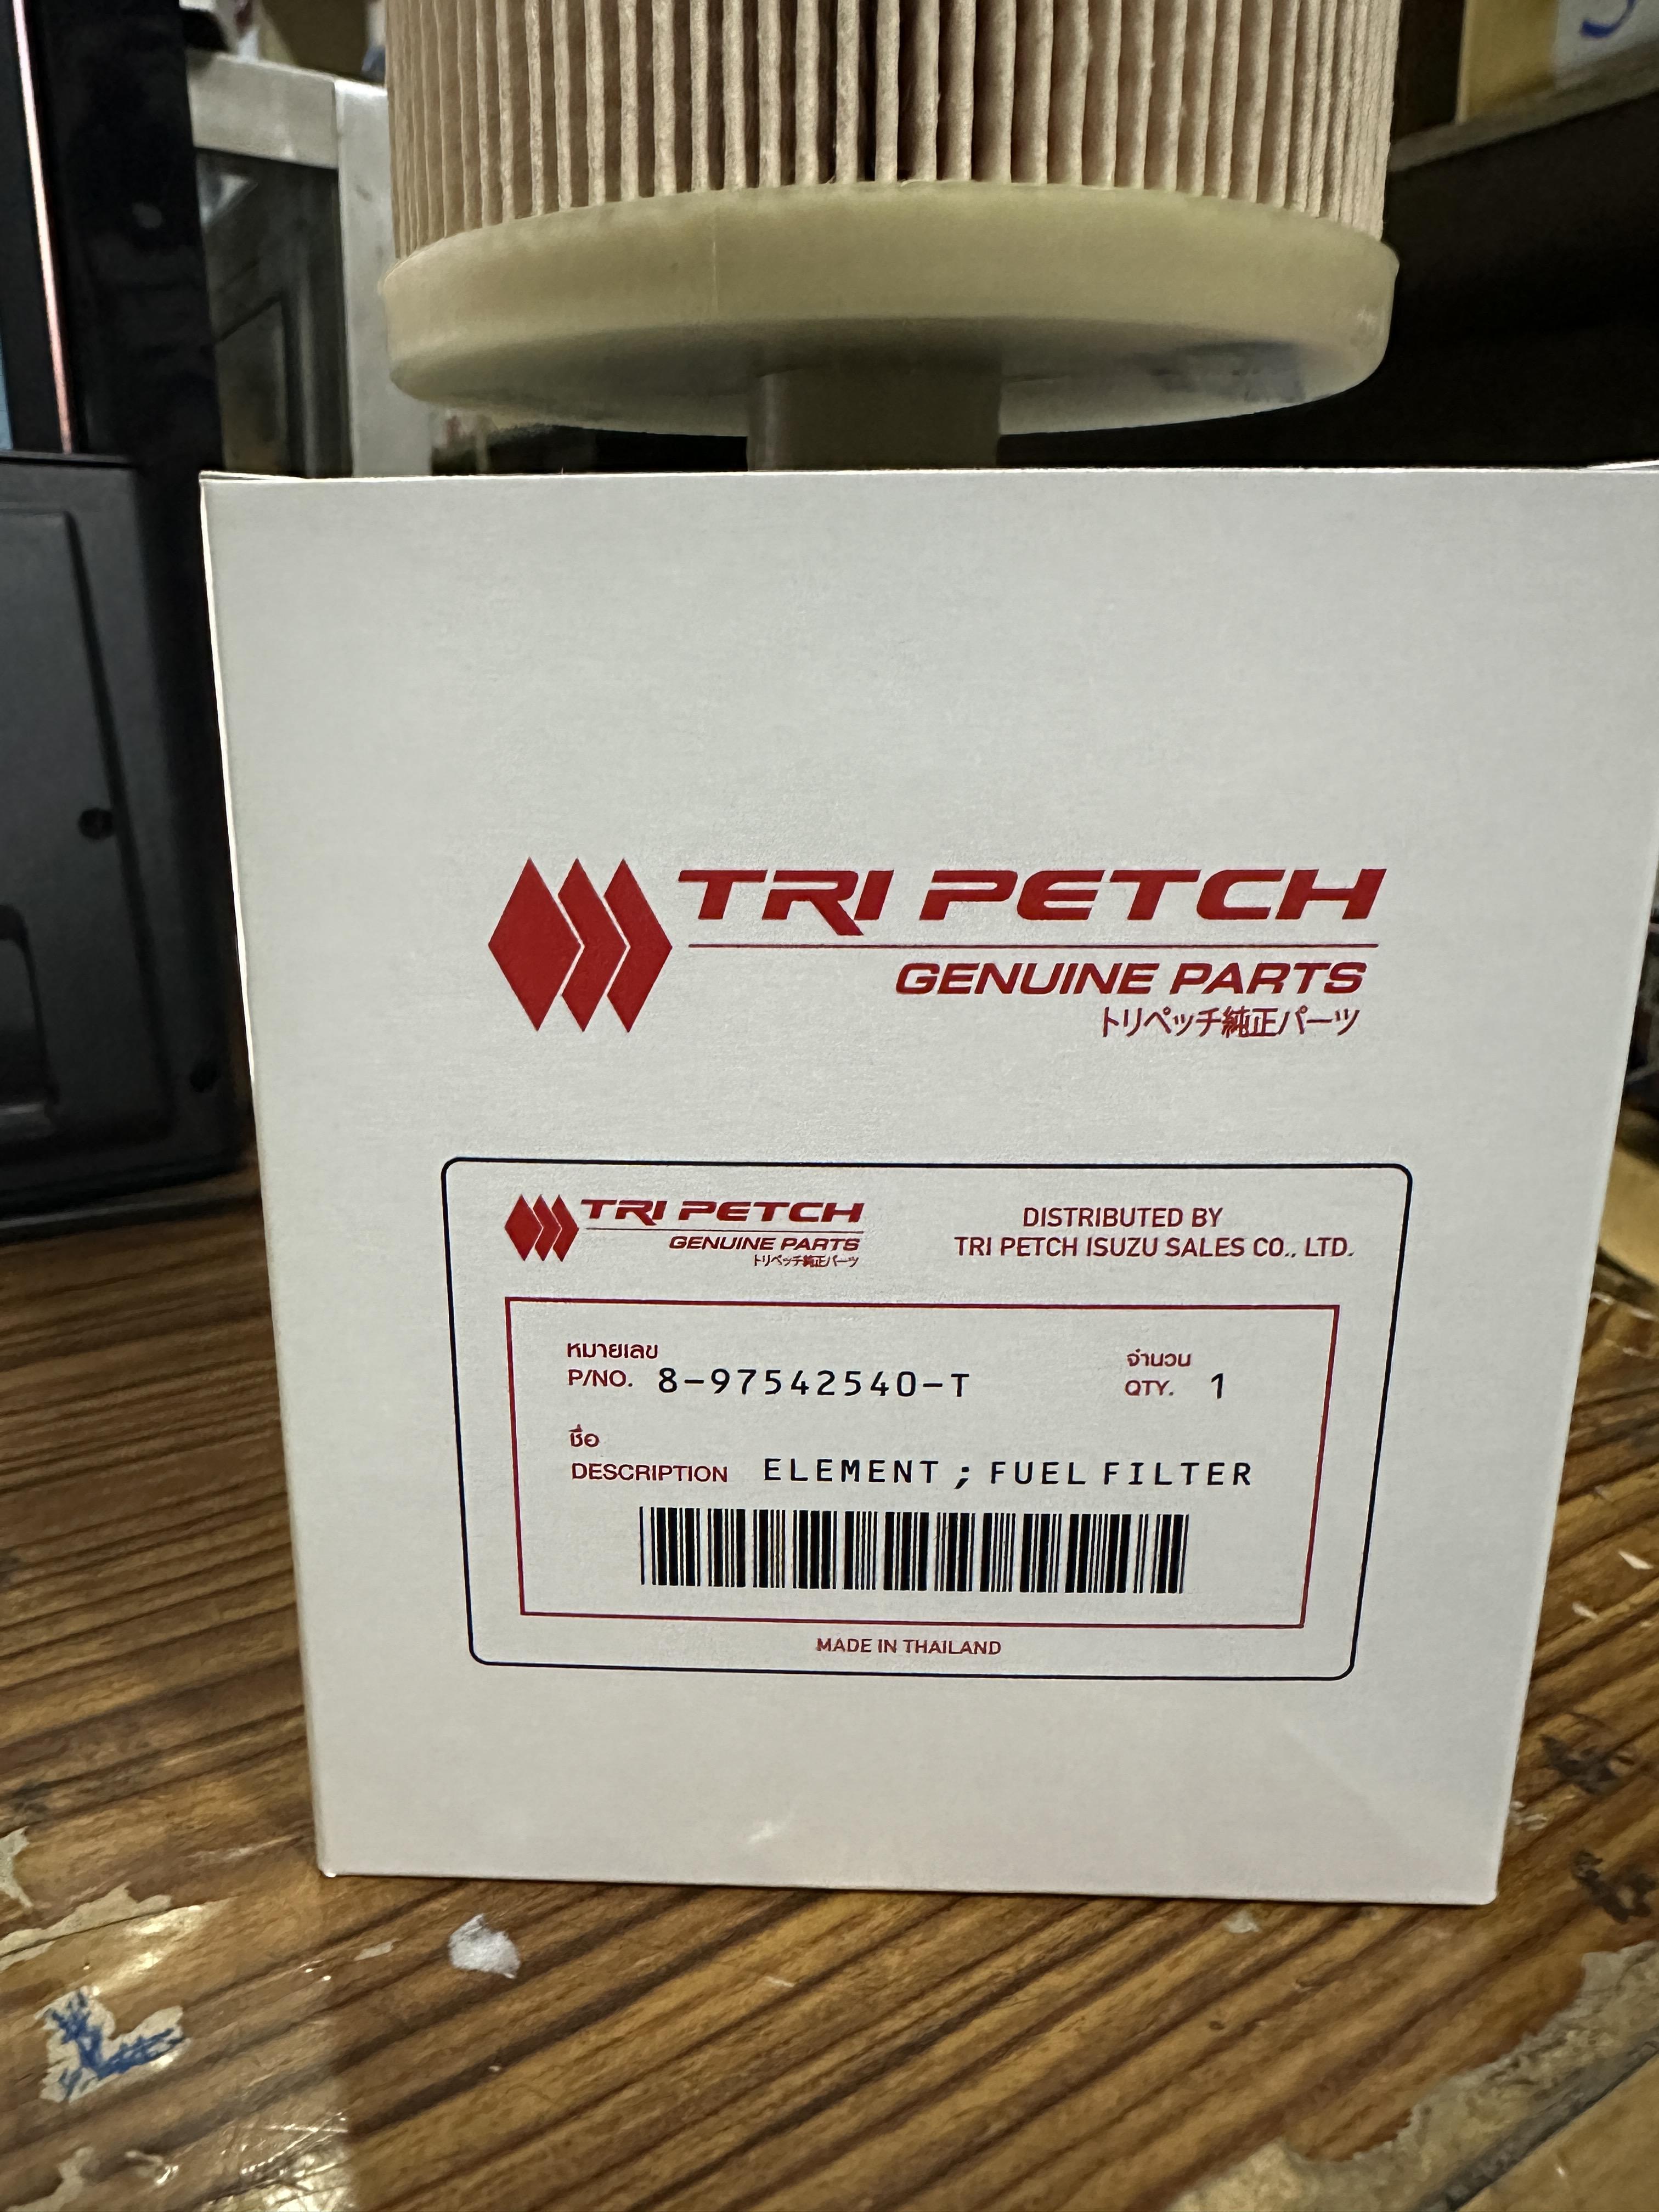 TRI PETCH
GENUINE PARTS
トリペッチ純正パーツ
TRI PETCH
GENUINE PARTS
トリペッチ純正パーツ
DISTRIBUTED BY
TRI PETCH ISUZU SALES CO., LTD.
หมายเลข
P/NO. 8-97542540-T
จำนวน
QTY. 1
ชื่อ
DESCRIPTION ELEMENT ; FUEL FILTER
MADE IN THAILAND